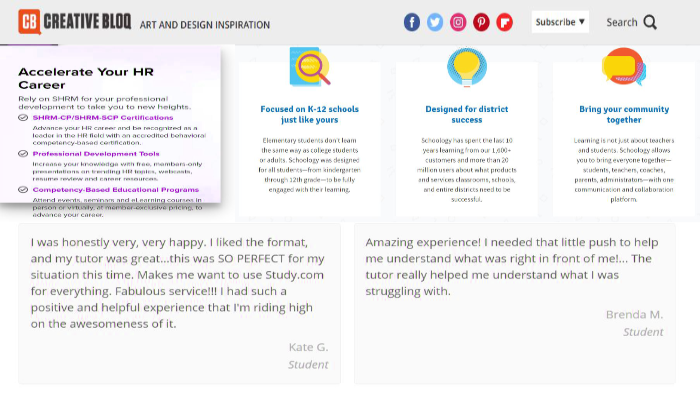 CB CREATIVE BLOQ ART AND DESIGN INSPIRATION
Subscribe ▼
Search
Accelerate Your HR
Career
Rely on SHRM for your professional
development to take you to new heights.
SHRM-CP/SHRM-SCP Certifications
Advance your HR career and be recognized as a
leader in the HR field with an accredited behavioral
competency-based certification.
Professional Development Tools
Increase your knowledge with free, members-only
presentations on trending HR topics, webcasts,
resume review and career resources.
Competency-Based Educational Programs
Attend events, seminars and eLearning courses in
person or virtually, at member-exclusive pricing, to
advance your career.
Focused on K-12 schools
just like yours
Elementary students don't learn
the same way as college students
or adults. Schoology was designed
for all students—from kindergarten
through 12th grade—to be fully
engaged with their learning.
Designed for district
success
Schoology has spent the last 10
years learning from our 1,600+
customers and more than 20
million users about what products
and services classrooms, schools,
and entire districts need to be
successful.
Bring your community
together
Learning is not just about teachers
and students. Schoology allows
you to bring everyone together—
students, teachers, coaches,
parents, administrators—with one
communication and collaboration
platform.
I was honestly very, very happy. I liked the format,
and my tutor was great...this was SO PERFECT for my
situation this time. Makes me want to use Study.com
for everything. Fabulous service!!! I had such a
positive and helpful experience that I'm riding high
on the awesomeness of it.
Kate G.
Student
Amazing experience! I needed that little push to help
me understand what was right in front of me!... The
tutor really helped me understand what I was
struggling with.
Brenda M.
Student